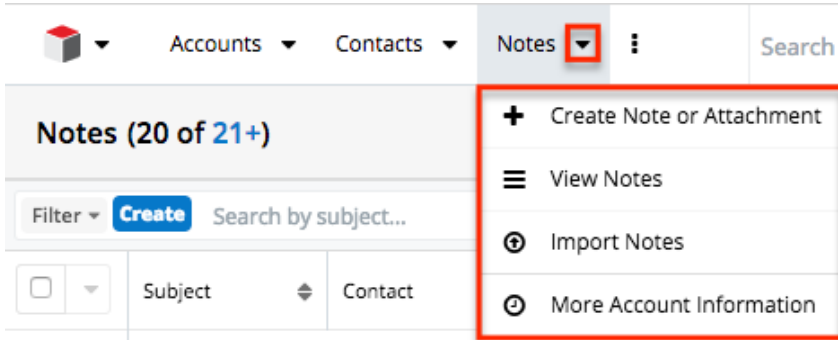 Accounts Contacts Notes Search
Notes (20 of 21+)
Create Note or Attachment
View Notes
Filter Create Search by subject...
Import Notes
Subject Contact
More Account Information